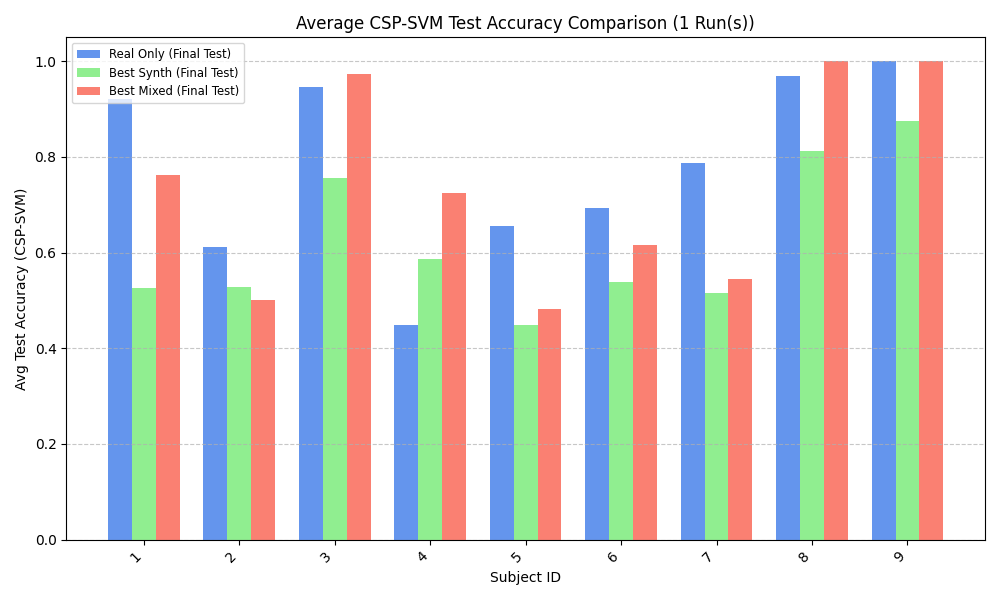 Average CSP-SVM Test Accuracy Comparison (1 Run(s))
Real Only (Final Test)
Best Synth (Final Test)
Best Mixed (Final Test)
Avg Test Accuracy (CSP-SVM)
1.0
0.8
0.6
0.4
0.2
0.0
1 2 3 4 5 6 7 8 9
Subject ID